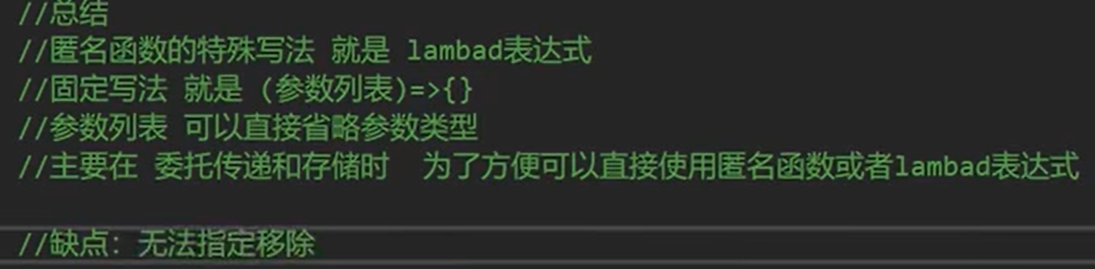 //总结
//匿名函数的特殊写法 就是 lambad表达式
//固定写法 就是 (参数列表)=>{}
//参数列表 可以直接省略参数类型
//主要在 委托传递和存储时  为了方便可以直接使用匿名函数或者lambad表达式
//缺点: 无法指定移除